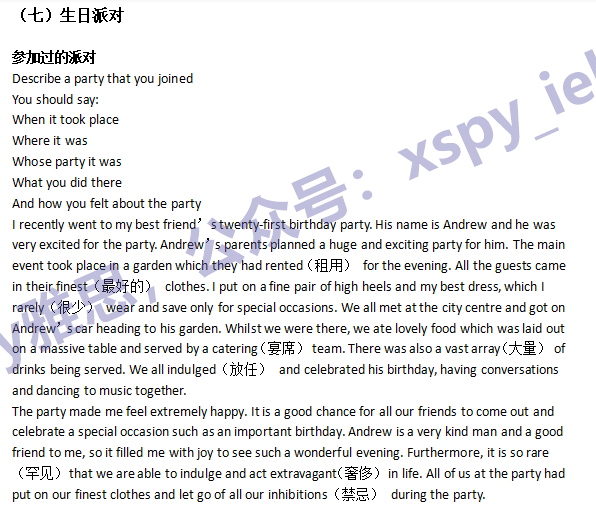 （七）生日派对
参加过的派对
Describe a party that you joined
You should say:
When it took place
Where it was
Whose party it was
What you did there
And how you felt about the party
I recently went to my best friend’s twenty-first birthday party. His name is Andrew and he was
very excited for the party. Andrew’s parents planned a huge and exciting party for him. The main
event took place in a garden which they had rented（租用） for the evening. All the guests came
in their finest（最好的） clothes. I put on a fine pair of high heels and my best dress, which I
rarely（很少） wear and save only for special occasions. We all met at the city centre and got on
Andrew’s car heading to his garden. Whilst we were there, we ate lovely food which was laid out
on a massive table and served by a catering（宴席） team. There was also a vast array（大量） of
drinks being served. We all indulged（放任） and celebrated his birthday, having conversations
and dancing to music together.
The party made me feel extremely happy. It is a good chance for all our friends to come out and
celebrate a special occasion such as an important birthday. Andrew is a very kind man and a good
friend to me, so it filled me with joy to see such a wonderful evening. Furthermore, it is so rare
（罕见）that we are able to indulge and act extravagant（奢侈）in life. All of us at the party had
put on our finest clothes and let go of all our inhibitions（禁忌） during the party.
y雅思，公众号：xspy_iel